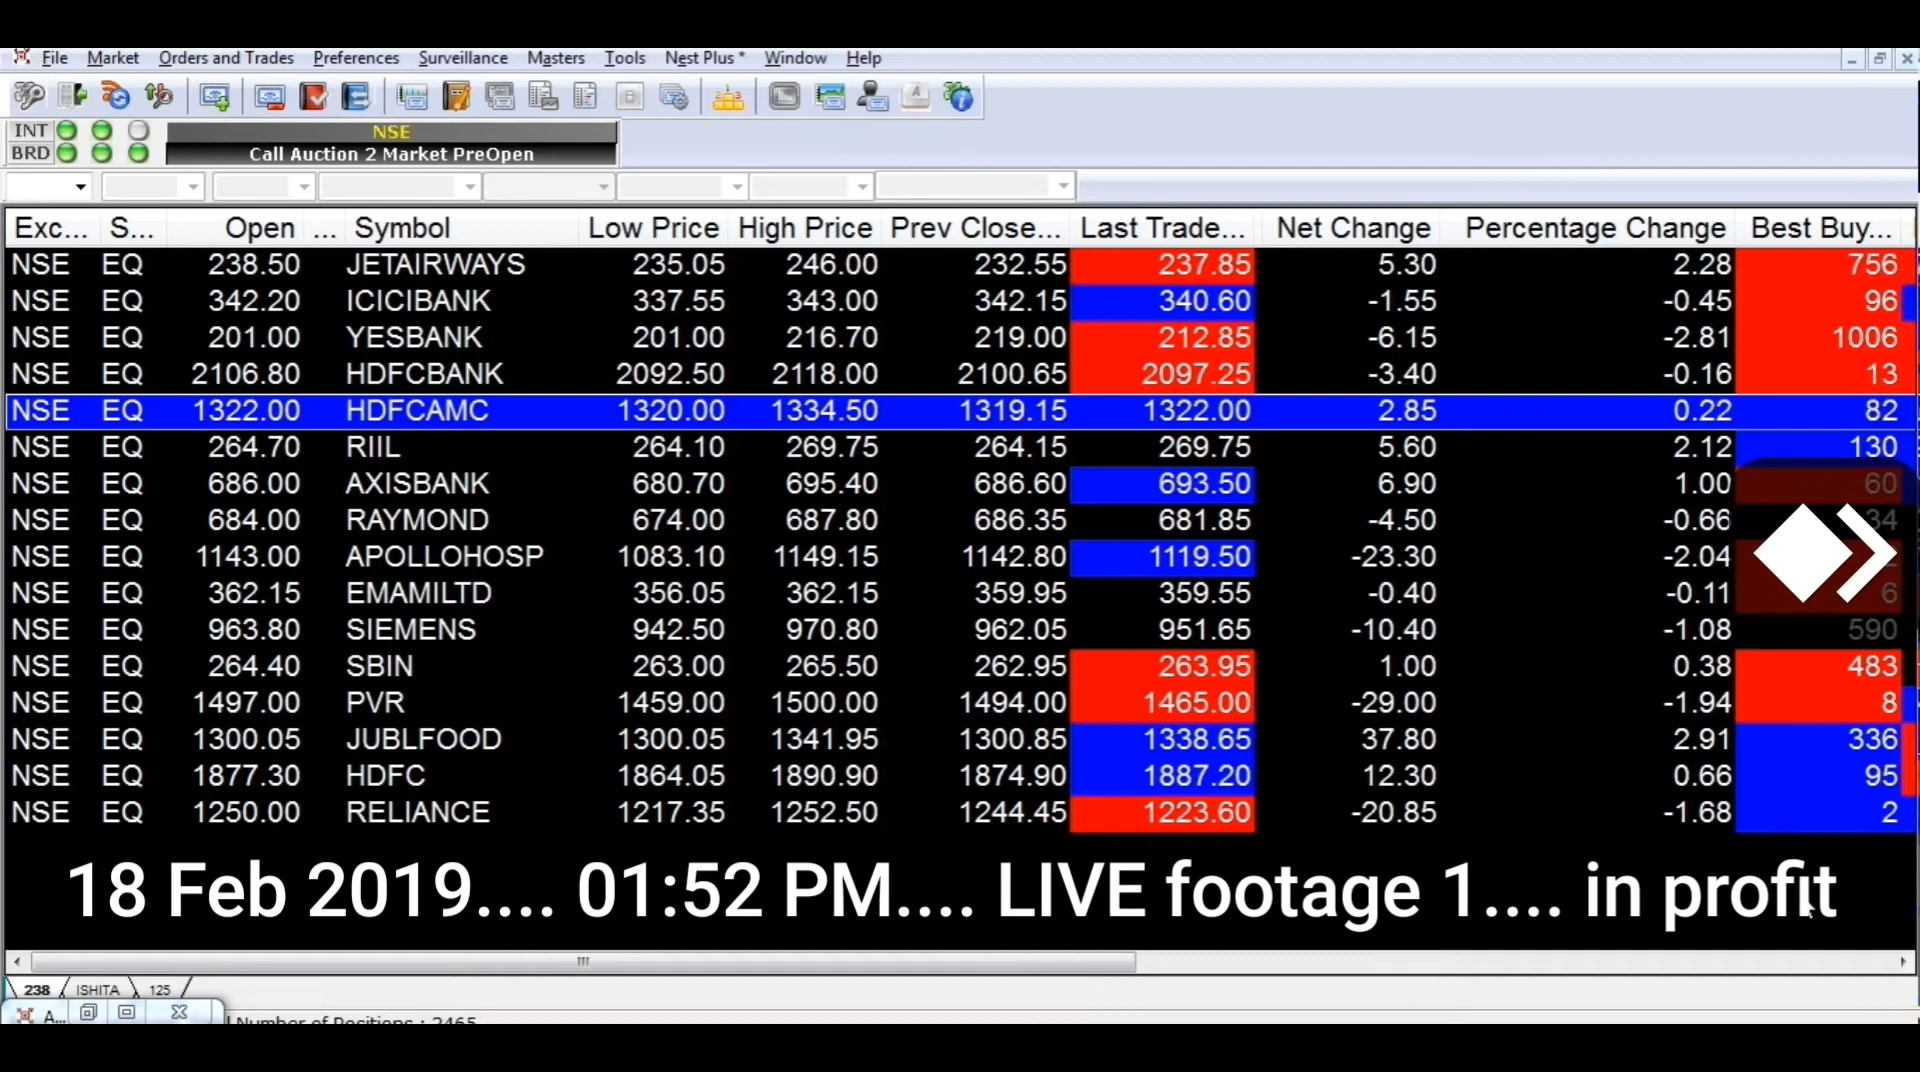 File Market Orders and Trades Preferences Surveillance Masters Tools Nest Plus * Window Help
INT
NSE
BRD
Call Auction 2 Market PreOpen
Exc... S... Open ... Symbol Low Price High Price Prev Close... Last Trade... Net Change Percentage Change Best Buy...
NSE EQ 238.50 JETAIRWAYS 235.05 246.00 232.55 237.85 5.30 2.28 756
NSE EQ 342.20 ICICIBANK 337.55 343.00 342.15 340.60 -1.55 -0.45 96
NSE EQ 201.00 YESBANK 201.00 216.70 219.00 212.85 -6.15 -2.81 1006
NSE EQ 2106.80 HDFCBANK 2092.50 2118.00 2100.65 2097.25 -3.40 -0.16 13
NSE EQ 1322.00 HDFCAMC 1320.00 1334.50 1319.15 1322.00 2.85 0.22 82
NSE EQ 264.70 RIIL 264.10 269.75 264.15 269.75 5.60 2.12 130
NSE EQ 686.00 AXISBANK 680.70 695.40 686.60 693.50 6.90 1.00 60
NSE EQ 684.00 RAYMOND 674.00 687.80 686.35 681.85 -4.50 -0.66
NSE EQ 1143.00 APOLLOHOSP 1083.10 1149.15 1142.80 1119.50 -23.30 -2.04
NSE EQ 362.15 EMAMILTD 356.05 362.15 359.95 359.55 -0.40 -0.11 6
NSE EQ 963.80 SIEMENS 942.50 970.80 962.05 951.65 -10.40 -1.08 590
NSE EQ 264.40 SBIN 263.00 265.50 262.95 263.95 1.00 0.38 483
NSE EQ 1497.00 PVR 1459.00 1500.00 1494.00 1465.00 -29.00 -1.94 8
NSE EQ 1300.05 JUBLFOOD 1300.05 1341.95 1300.85 1338.65 37.80 2.91 336
NSE EQ 1877.30 HDFC 1864.05 1890.90 1874.90 1887.20 12.30 0.66 95
NSE EQ 1250.00 RELIANCE 1217.35 1252.50 1244.45 1223.60 -20.85 -1.68 2
18 Feb 2019.... 01:52 PM.... LIVE footage 1.... in profit
238 ISHITA 125
A... Number of Positions : 2465